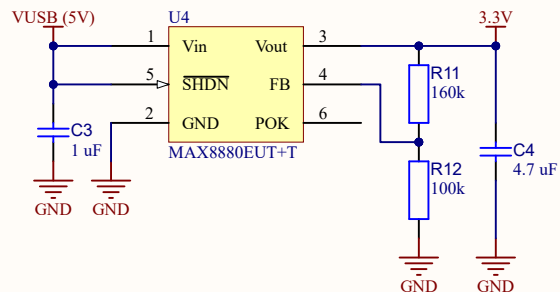 VUSB (5V)
U4
3.3V
1
Vin
Vout
3
5
SHDN
FB
4
2
GND
POK
6
MAX8880EUT+T
C3
1 uF
R11
160k
R12
100k
C4
4.7 uF
GND
GND
GND
GND